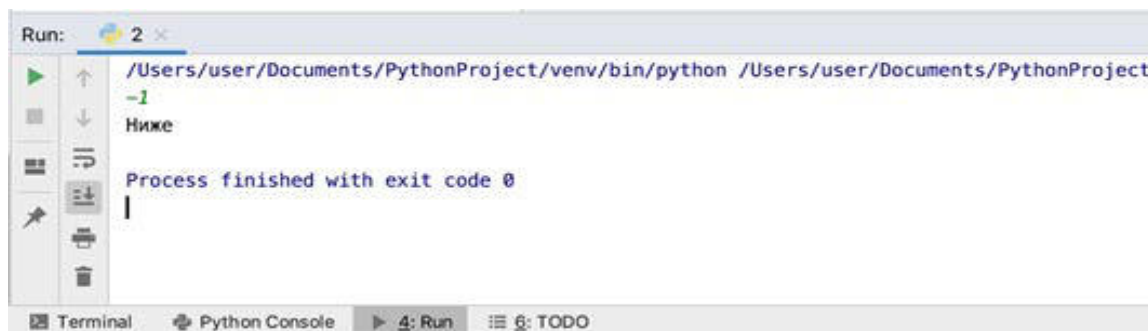 Run: 2
/Users/user/Documents/PythonProject/venv/bin/python /Users/user/Documents/PythonProject
-1
Ниже
Process finished with exit code 0
Terminal Python Console 4: Run 6: TODO